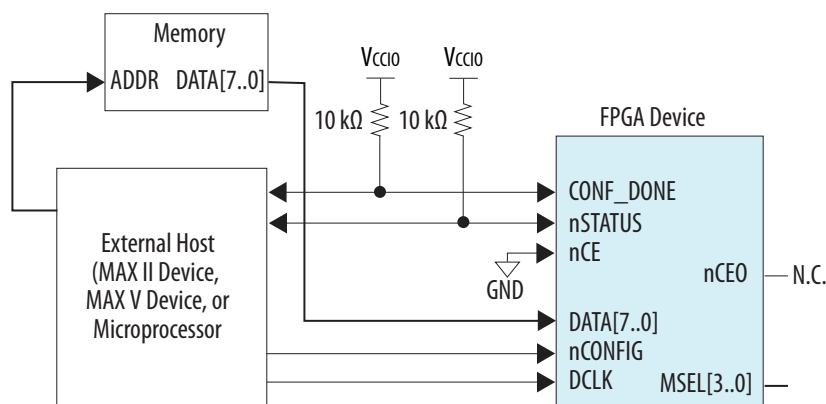 Memory
ADDR DATA[7..0]
VCCIO VCCIO
10 kΩ 10 kΩ
FPGA Device
CONF_DONE
nSTATUS
nCE
GND
nCEO N.C.
External Host
(MAX II Device,
MAX V Device, or
Microprocessor
DATA[7..0]
nCONFIG
DCLK MSEL[3..0]